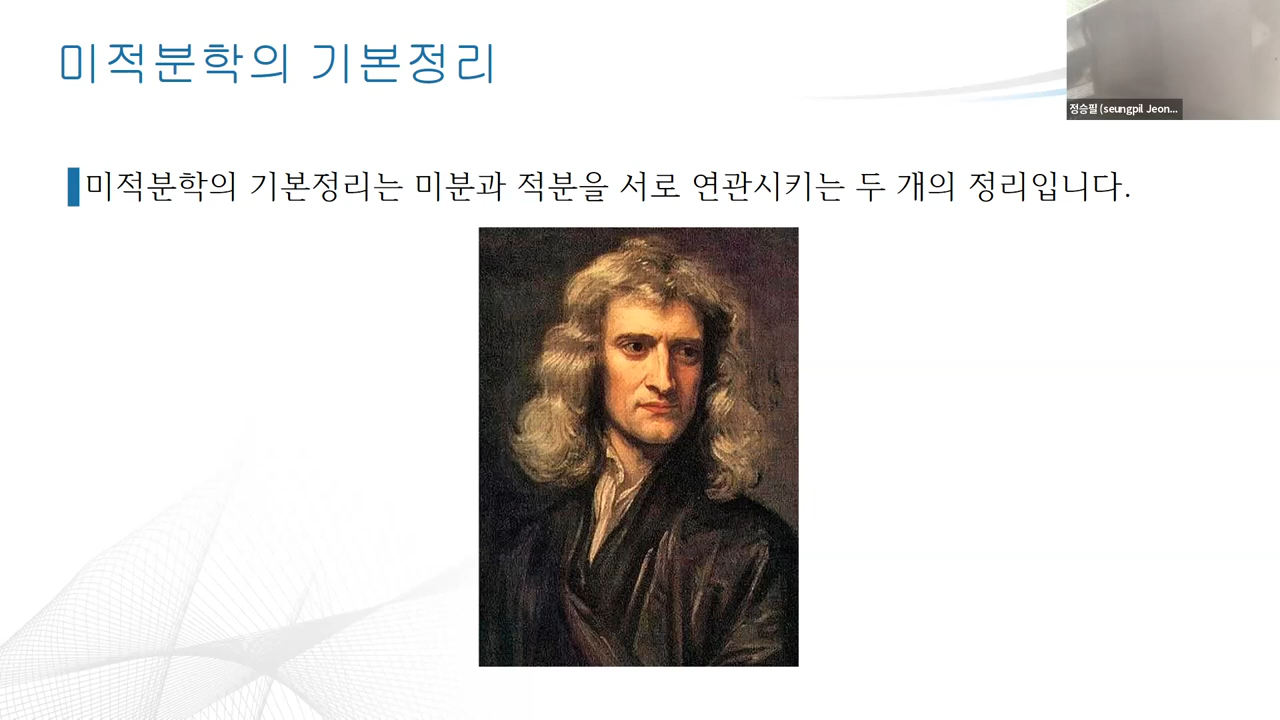 미적분학의 기본정리
정승필 (seungpil Jeon...
미적분학의 기본정리는 미분과 적분을 서로 연관시키는 두 개의 정리입니다.